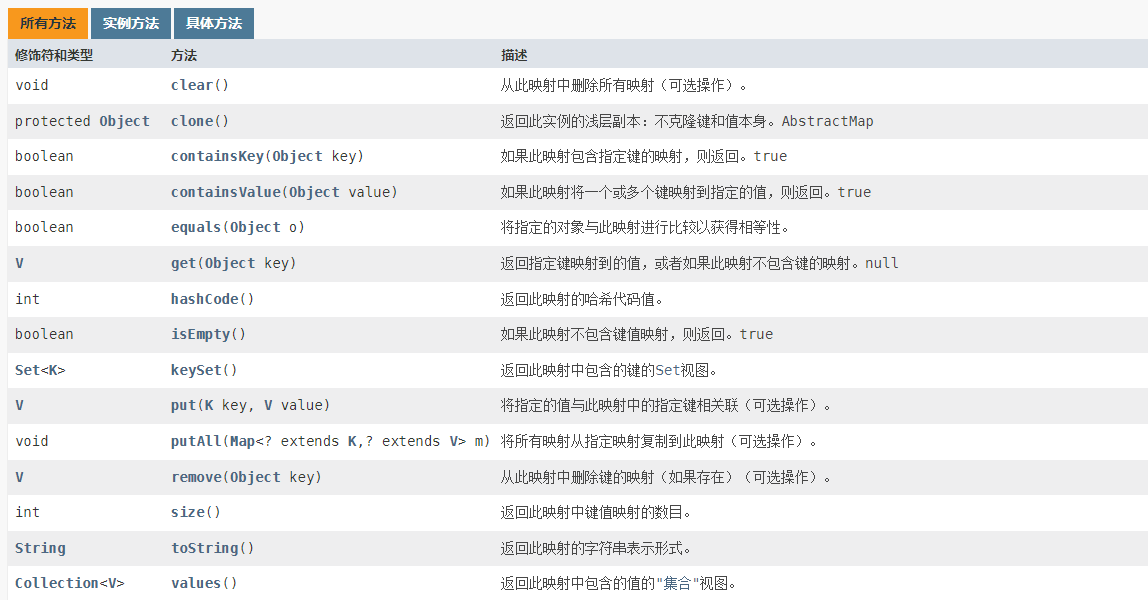 所有方法 实例方法 具体方法
修饰符和类型 方法 描述
void clear() 从此映射中删除所有映射（可选操作）。
protected Object clone() 返回此实例的浅层副本：不克隆键和值本身。AbstractMap
boolean containsKey(Object key) 如果此映射包含指定键的映射，则返回。true
boolean containsValue(Object value) 如果此映射将一个或多个键映射到指定的值，则返回。true
boolean equals(Object o) 将指定的对象与此映射进行比较以获得相等性。
V get(Object key) 返回指定键映射到的值，或者如果此映射不包含键的映射。null
int hashCode() 返回此映射的哈希代码值。
boolean isEmpty() 如果此映射不包含键值映射，则返回。true
Set<K> keySet() 返回此映射中包含的键的Set视图。
V put(K key, V value) 将指定的值与此映射中的指定键相关联（可选操作）。
void putAll(Map<? extends K,? extends V> m) 将所有映射从指定映射复制到此映射（可选操作）。
V remove(Object key) 从此映射中删除键的映射（如果存在）（可选操作）。
int size() 返回此映射中键值映射的数目。
String toString() 返回此映射的字符串表示形式。
Collection<V> values() 返回此映射中包含的值的"集合"视图。